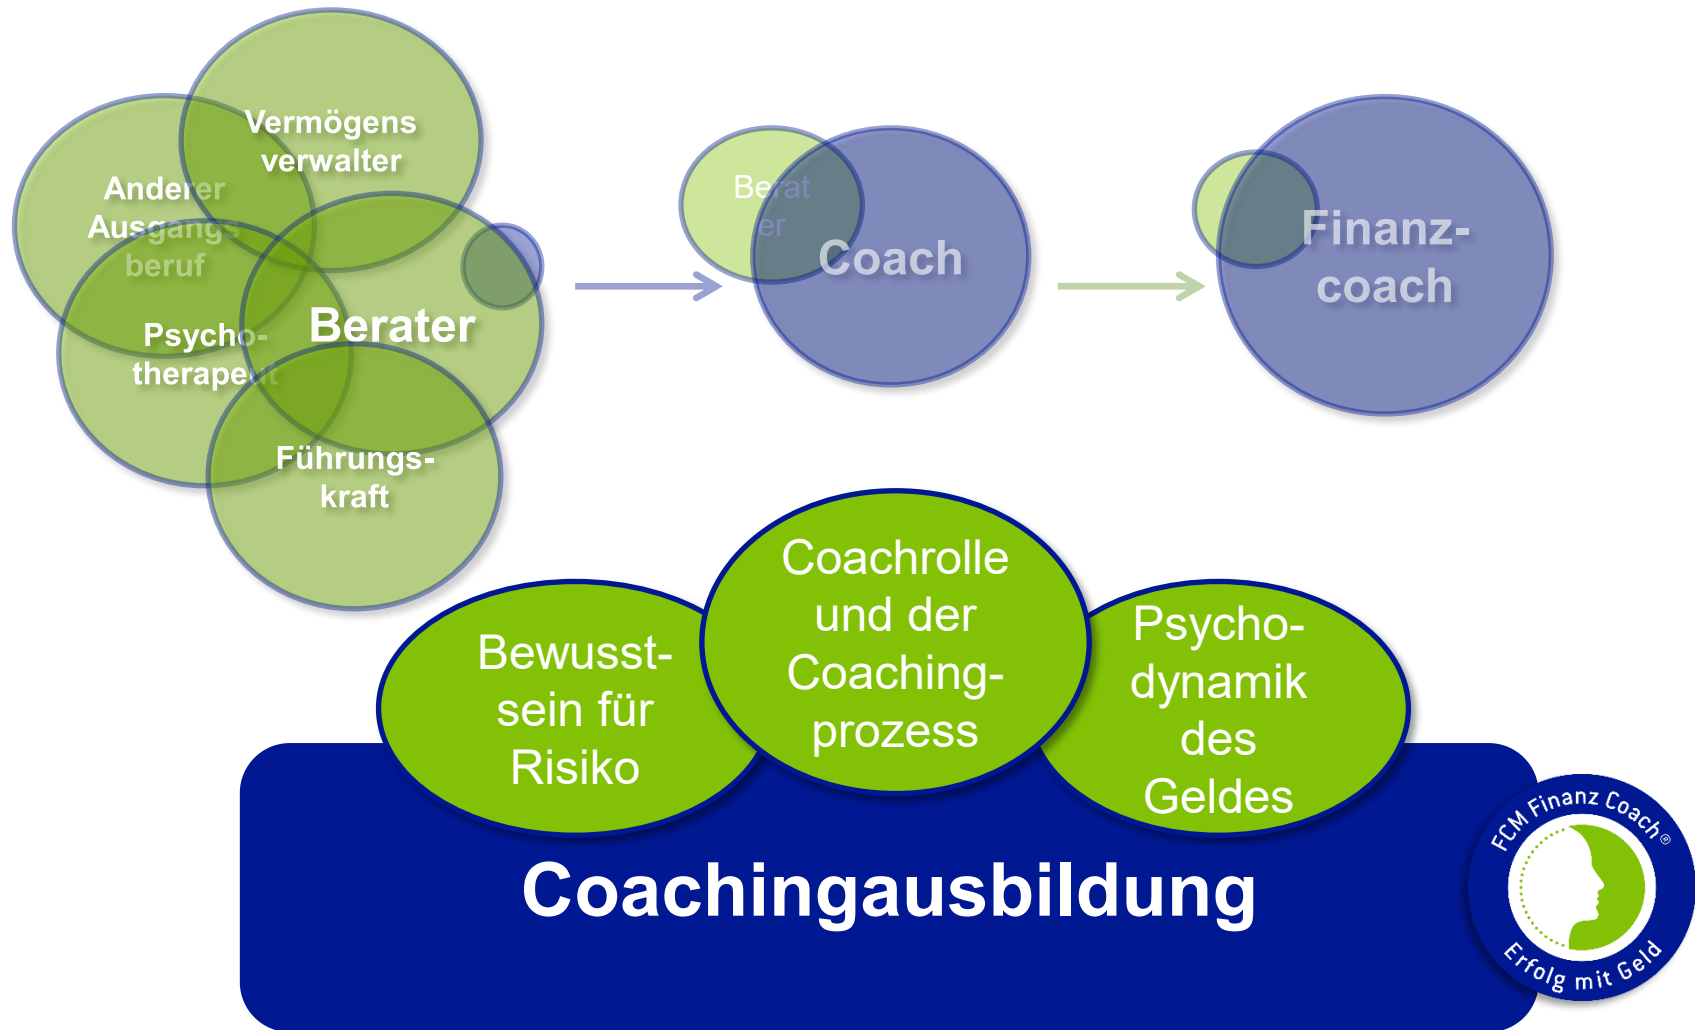 Vermögens
verwalter
Anderer
Ausgangs
beruf
Psycho-
therapeut
Berater
Führungs-
kraft
Berat
er
Coach
Finanz-
coach
Bewusst-
sein für
Risiko
Coachrolle
und der
Coaching-
prozess
Psycho-
dynamik
des
Geldes
Coachingausbildung
FCM Finanz Coach®
Erfolg mit Geld